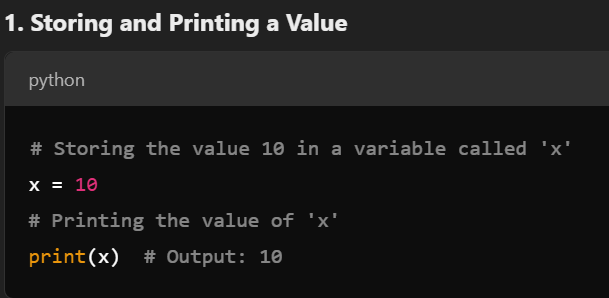 1. Storing and Printing a Value
python
# Storing the value 10 in a variable called 'x'
x = 10
# Printing the value of 'x'
print(x)  # Output: 10